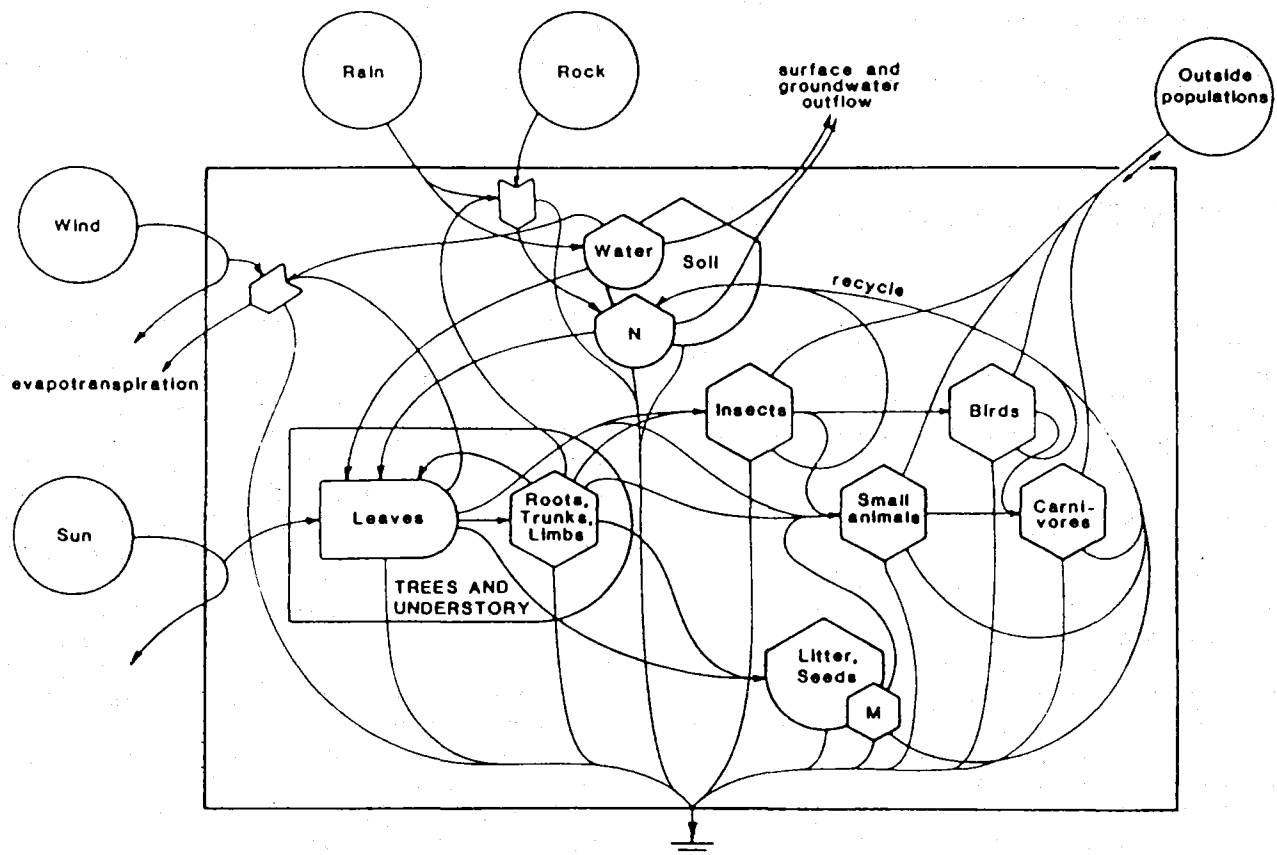 Rain
Rock
surface and
groundwater
outflow
Outside
populations
Wind
Water
Soil
recycle
N
evapotranspiration
Insects
Birds
Sun
Leaves
Roots,
Trunks,
Limbs
Small
animals
Carni-
vores
TREES AND
UNDERSTORY
Litter,
Seeds
M